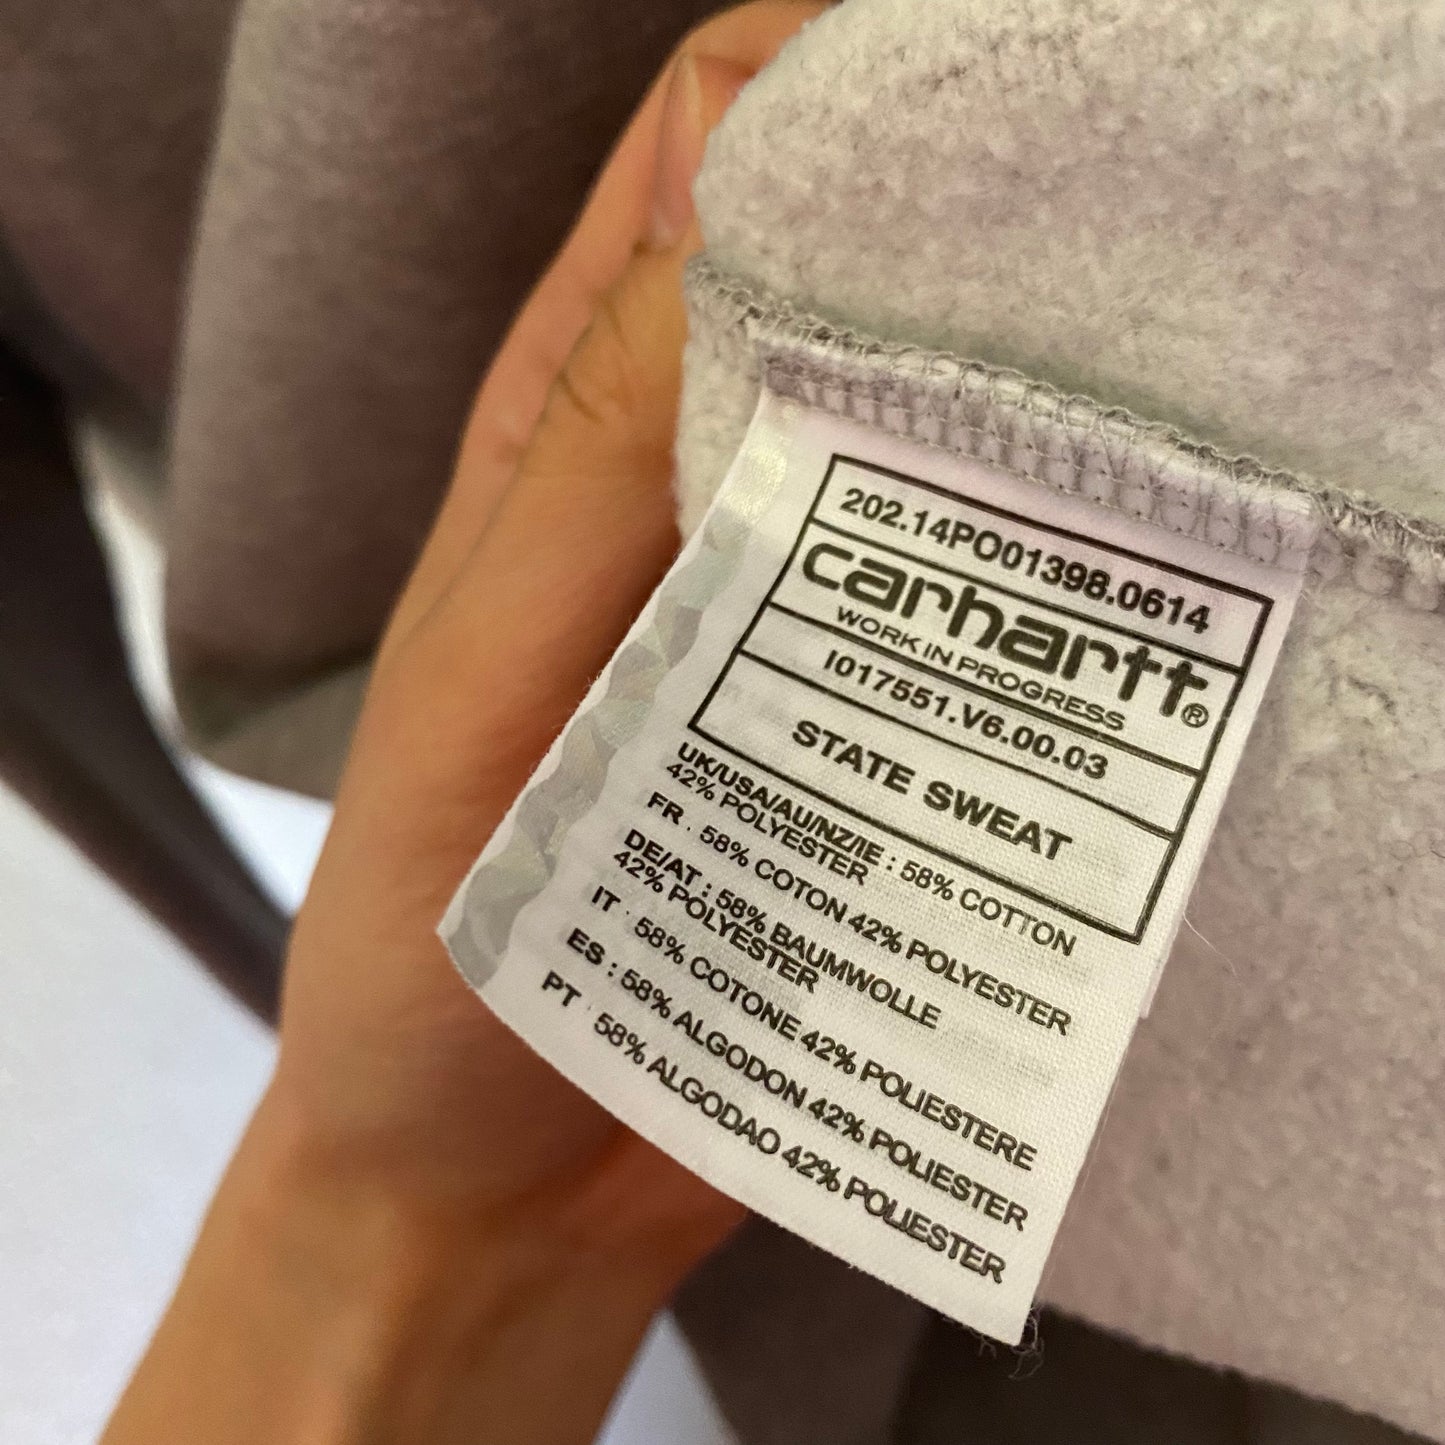 202.14PO01398.0614
carhartt®
WORK IN PROGRESS
I017551.V6.00.03
STATE SWEAT
UK/USA/AU/NZ/IE : 58% COTTON
42% POLYESTER
FR : 58% COTON 42% POLYESTER
DE/AT : 58% BAUMWOLLE
42% POLYESTER
IT : 58% COTONE 42% POLIESTERE
ES : 58% ALGODON 42% POLIESTER
PT : 58% ALGODAO 42% POLIESTER